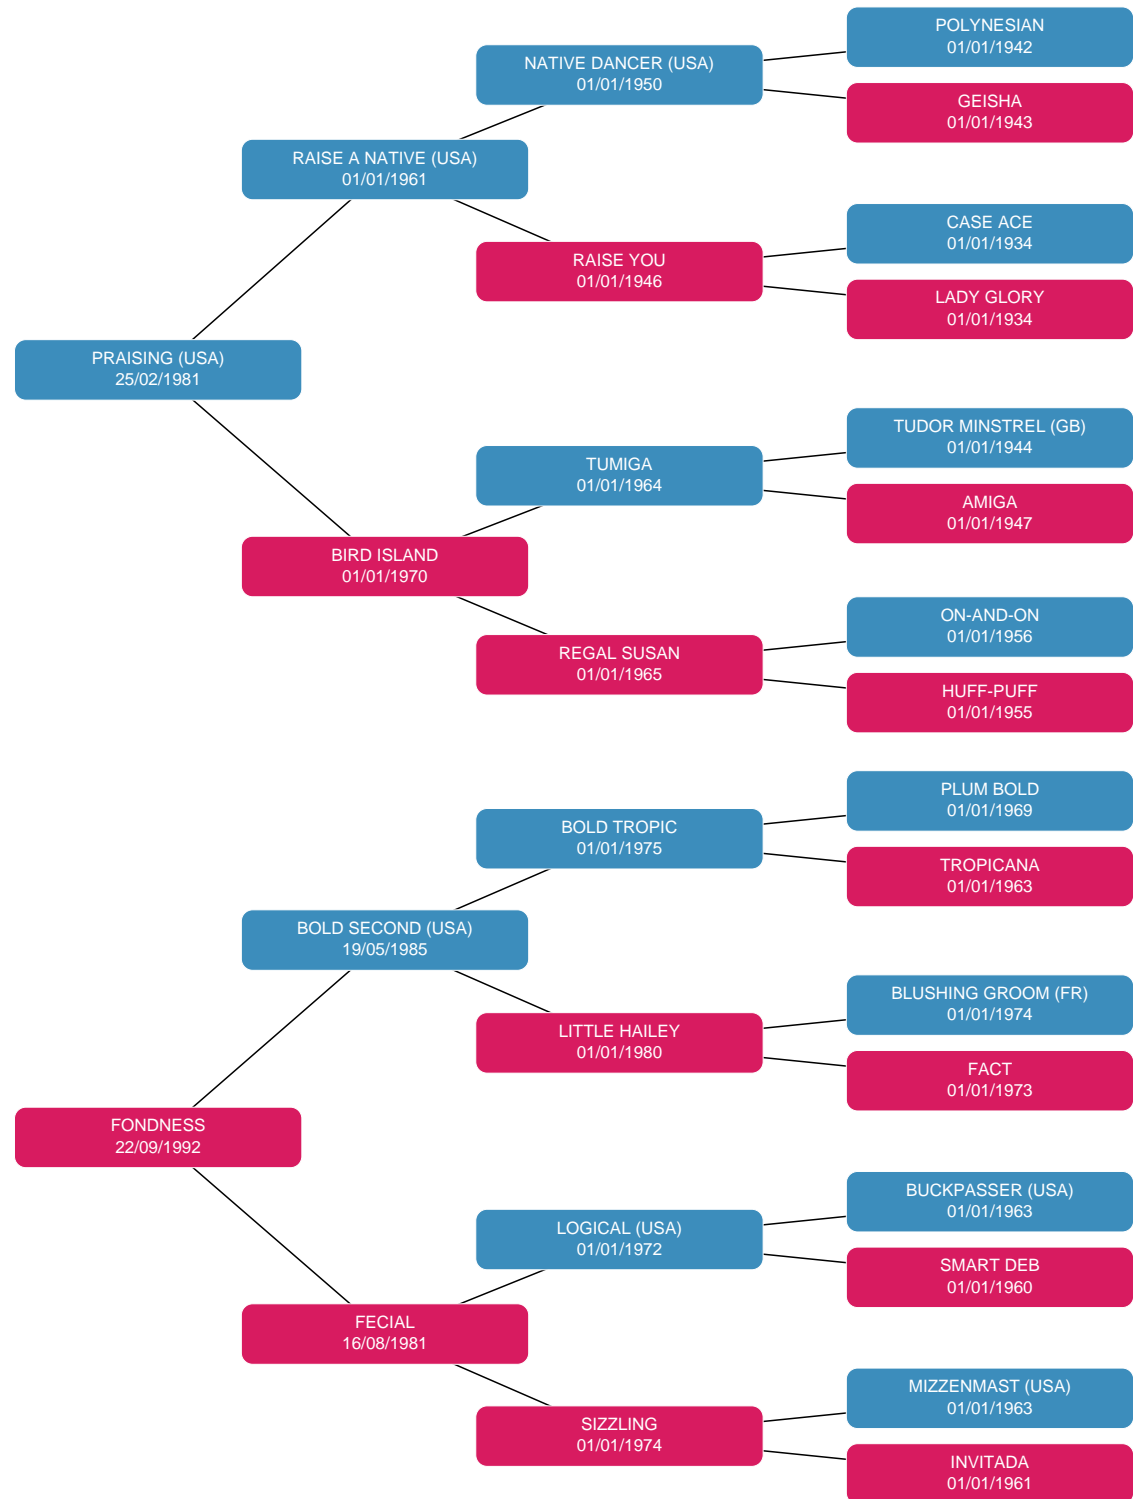 POLYNESIAN
01/01/1942
NATIVE DANCER (USA)
01/01/1950
GEISHA
01/01/1943
RAISE A NATIVE (USA)
01/01/1961
CASE ACE
01/01/1934
RAISE YOU
01/01/1946
LADY GLORY
01/01/1934
PRAISING (USA)
25/02/1981
TUDOR MINSTREL (GB)
01/01/1944
TUMIGA
01/01/1964
AMIGA
01/01/1947
BIRD ISLAND
01/01/1970
ON-AND-ON
01/01/1956
REGAL SUSAN
01/01/1965
HUFF-PUFF
01/01/1955
PLUM BOLD
01/01/1969
BOLD TROPIC
01/01/1975
TROPICANA
01/01/1963
BOLD SECOND (USA)
19/05/1985
BLUSHING GROOM (FR)
01/01/1974
LITTLE HAILEY
01/01/1980
FACT
01/01/1973
FONDNESS
22/09/1992
BUCKPASSER (USA)
01/01/1963
LOGICAL (USA)
01/01/1972
SMART DEB
01/01/1960
FECIAL
16/08/1981
MIZZENMAST (USA)
01/01/1963
SIZZLING
01/01/1974
INVITADA
01/01/1961